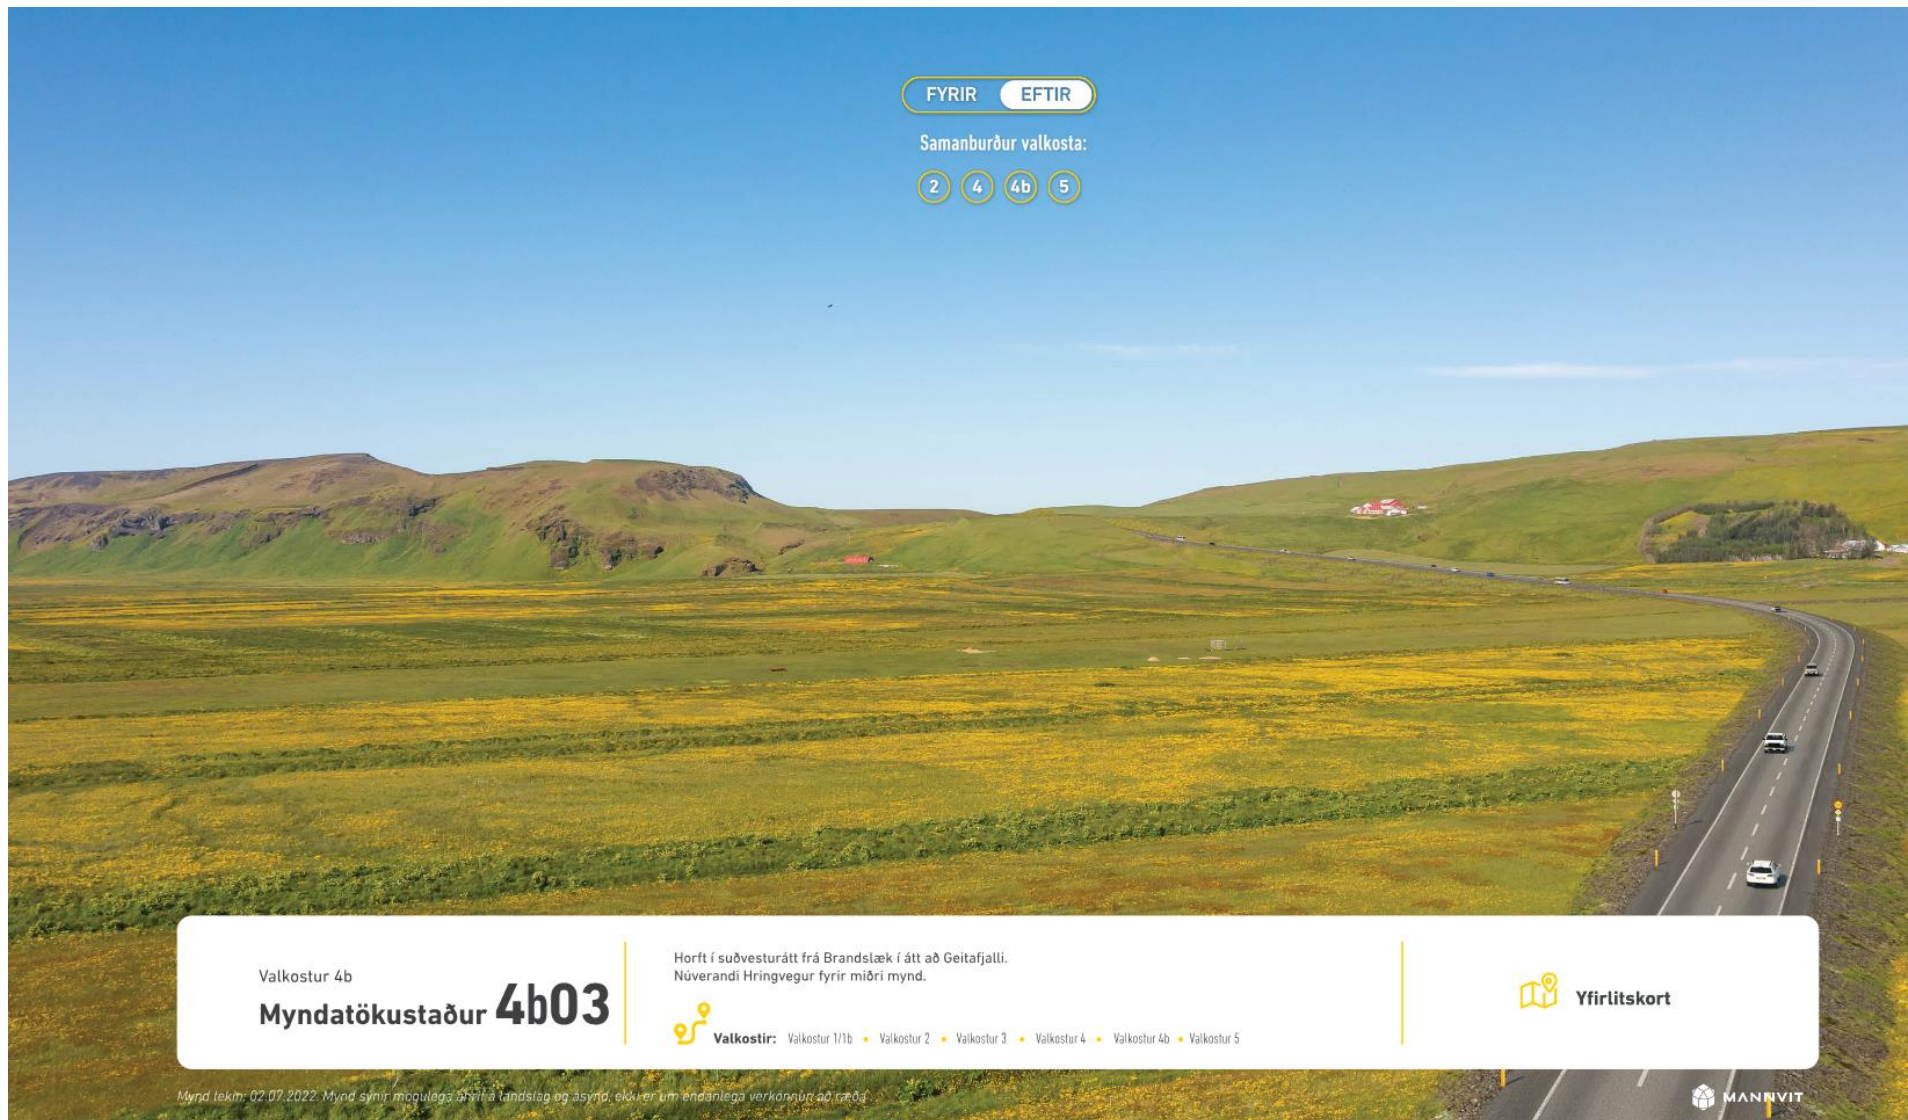 FYRIR EFTIR
Samanburður valkosta:
2 4 4b 5
Valkostur 4b
Myndatökustaður 4b03
Horft í suðvesturátt frá Brandslæk í átt að Geitafjalli.
Núverandi Hringvegur fyrir miðri mynd.
Valkostir: Valkostur 1/1b • Valkostur 2 • Valkostur 3 • Valkostur 4 • Valkostur 4b • Valkostur 5
Yfirlitskort
Mynd tekin: 02.07.2022. Mynd sýnir mögulega áhrif á landslag og ásýnd, ekki er um endanlega verkhönnun að ræða.
MANNVIT